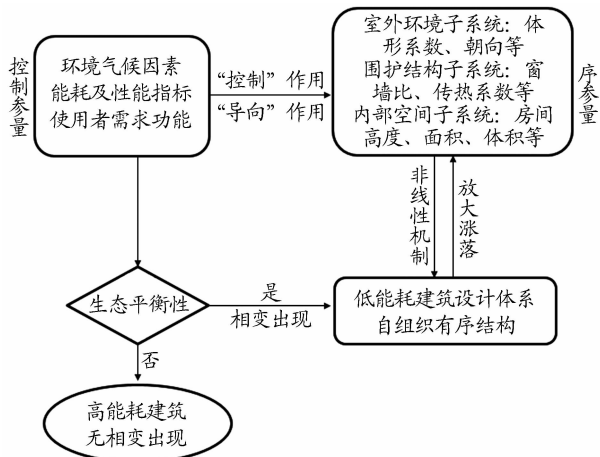 控制参量
环境气候因素
能耗及性能指标
使用者需求功能
“控制”作用
“导向”作用
室外环境子系统：体
形系数、朝向等
围护结构子系统：窗
墙比、传热系数等
内部空间子系统：房间
高度、面积、体积等
序参量
非线性机制
放大涨落
生态平衡性
是
相变出现
低能耗建筑设计体系
自组织有序结构
否
高能耗建筑
无相变出现